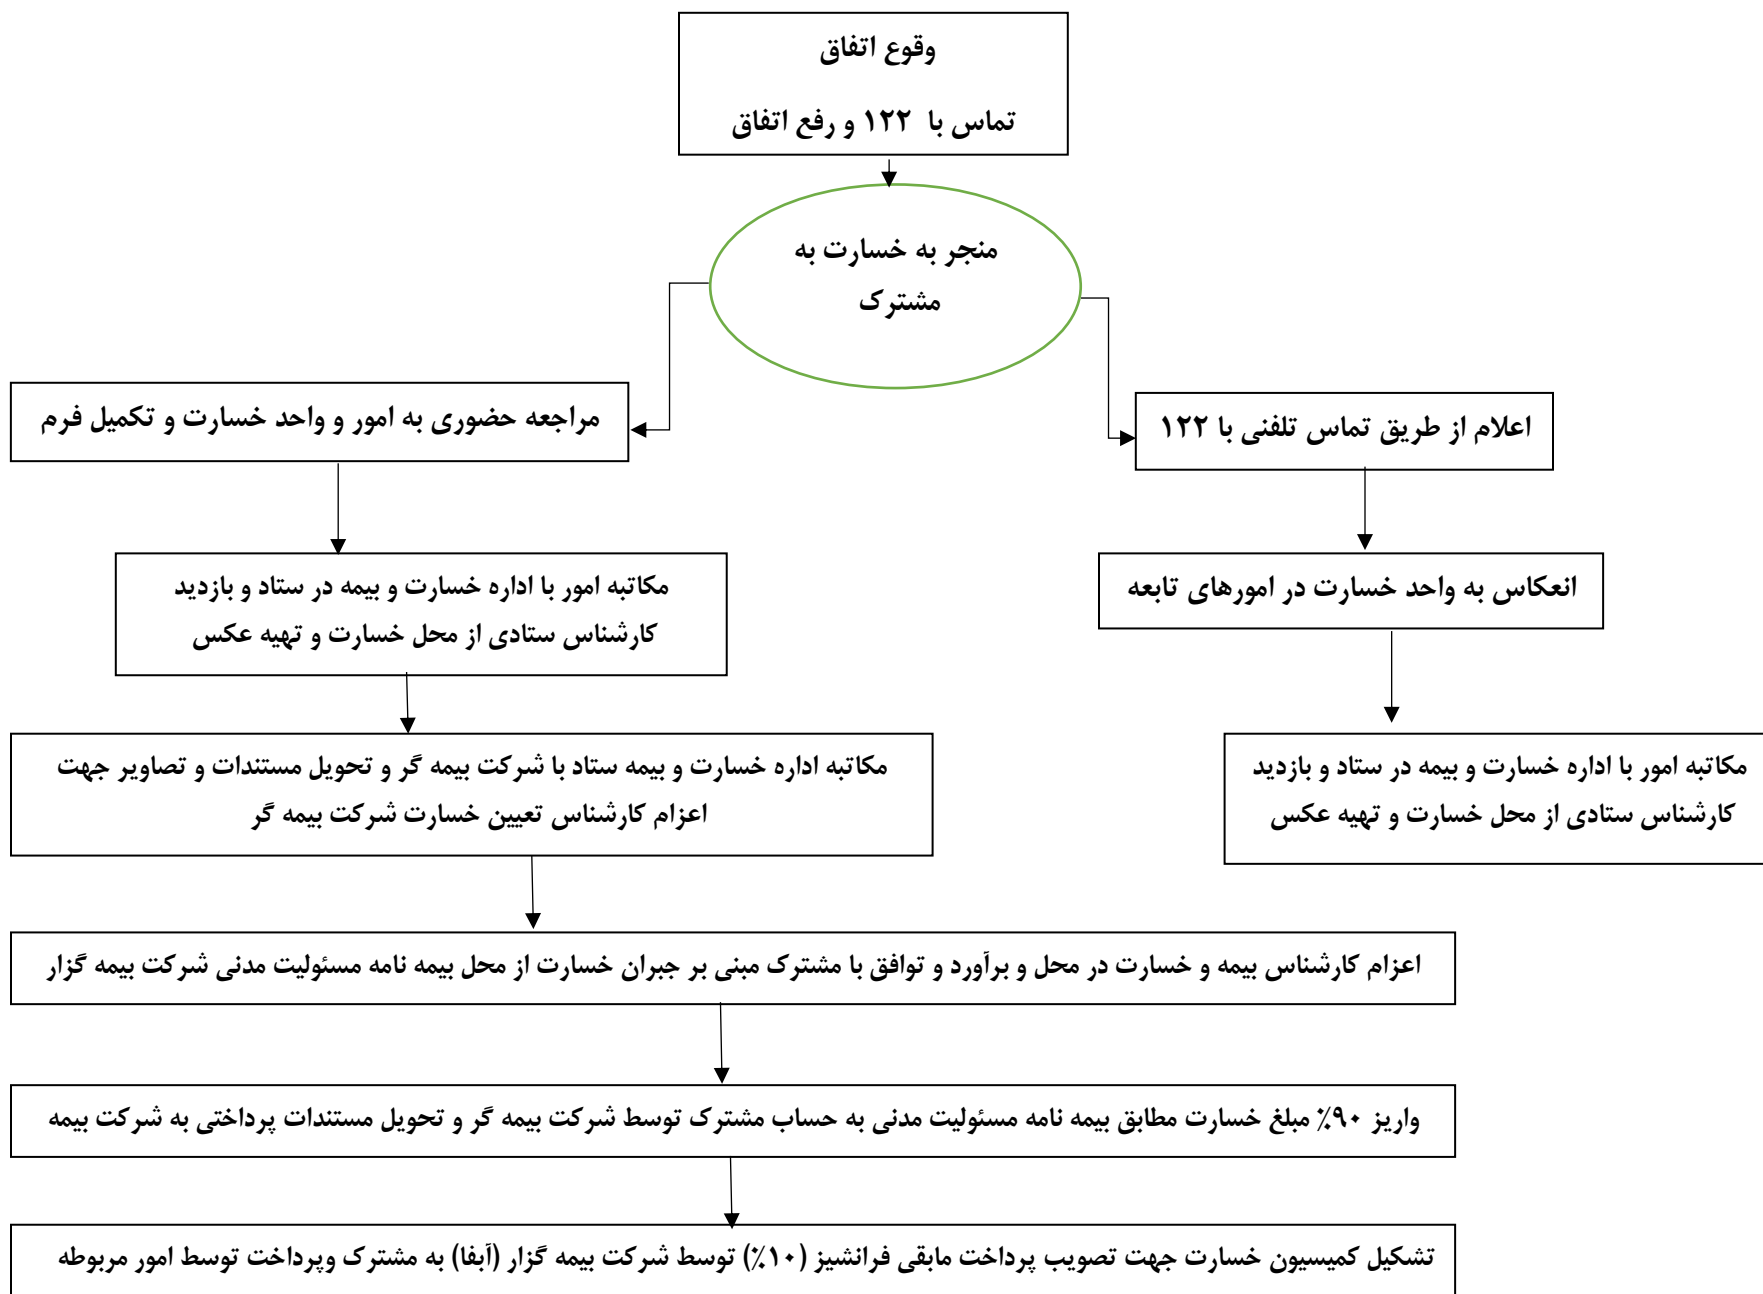 وقوع اتفاق
تماس با ۱۲۲ و رفع اتفاق
منجر به خسارت به
مشترک
مراجعه حضوری به امور و واحد خسارت و تکمیل فرم
اعلام از طریق تماس تلفنی با ۱۲۲
مکاتبه امور با اداره خسارت و بیمه در ستاد و بازدید
کارشناس ستادی از محل خسارت و تهیه عکس
انعکاس به واحد خسارت در امورهای تابعه
مکاتبه اداره خسارت و بیمه ستاد با شرکت بیمه گر و تحویل مستندات و تصاویر جهت
اعزام کارشناس تعیین خسارت شرکت بیمه گر
مکاتبه امور با اداره خسارت و بیمه در ستاد و بازدید
کارشناس ستادی از محل خسارت و تهیه عکس
اعزام کارشناس بیمه و خسارت در محل و برآورد و توافق با مشترک مبنی بر جبران خسارت از محل بیمه نامه مسئولیت مدنی شرکت بیمه گزار
واریز ۹۰٪ مبلغ خسارت مطابق بیمه نامه مسئولیت مدنی به حساب مشترک توسط شرکت بیمه گر و تحویل مستندات پرداختی به شرکت بیمه
تشکیل کمیسیون خسارت جهت تصویب پرداخت مابقی فرانشیز (۱۰٪) توسط شرکت بیمه گزار (آبفا) به مشترک وپرداخت توسط امور مربوطه